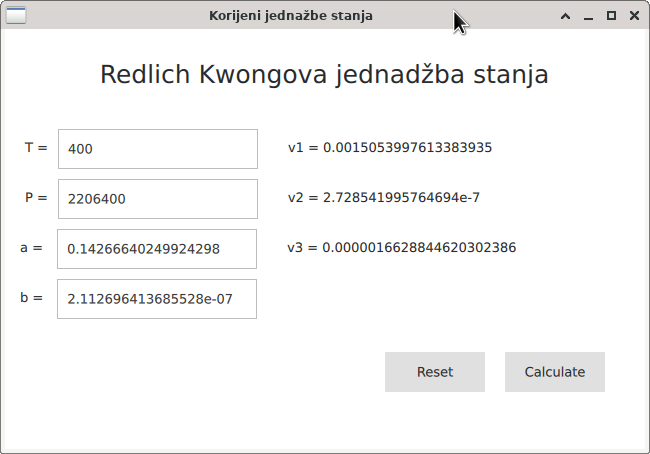 Korijeni jednažbe stanja
Redlich Kwongova jednadžba stanja
T = 400
v1 = 0.0015053997613383935
P = 2206400
v2 = 2.728541995764694e-7
a = 0.14266640249924298
v3 = 0.0000016628844620302386
b = 2.112696413685528e-07
Reset
Calculate